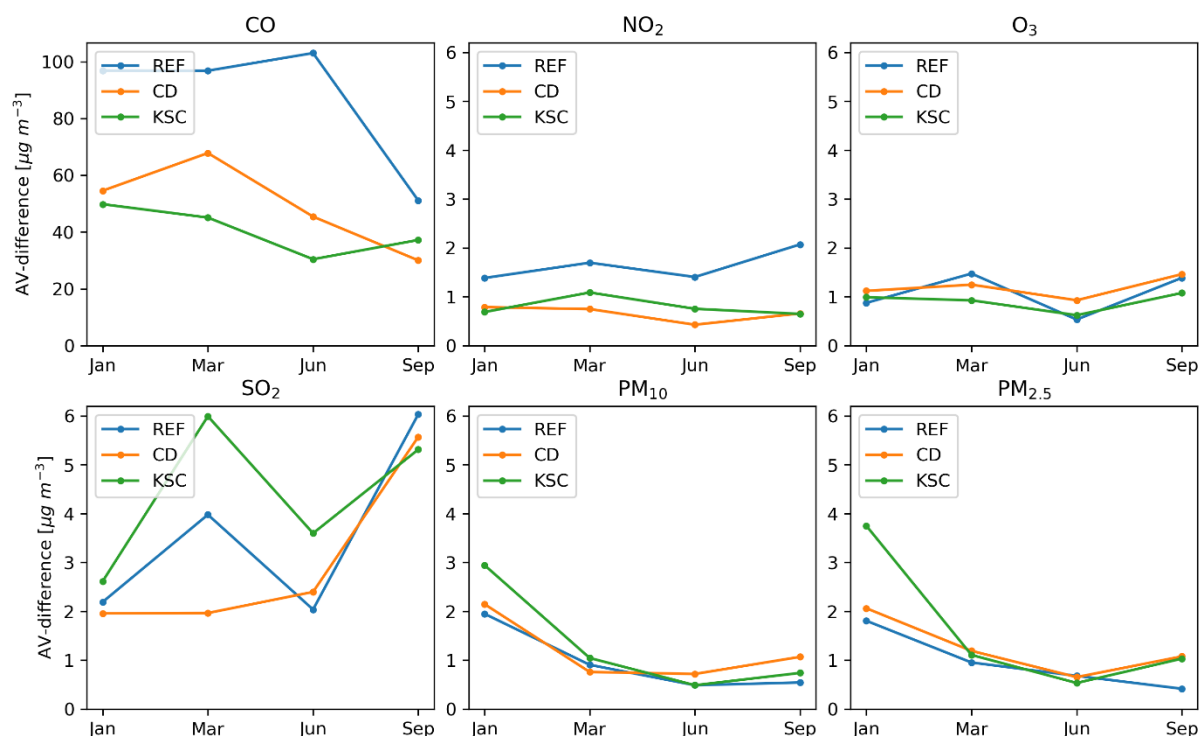 CO
AV-difference [μg m⁻³]
100
80
60
40
20
0
REF
CD
KSC
Jan Mar Jun Sep
NO₂
6
5
4
3
2
1
0
REF
CD
KSC
Jan Mar Jun Sep
O₃
6
5
4
3
2
1
0
REF
CD
KSC
Jan Mar Jun Sep
SO₂
AV-difference [μg m⁻³]
6
5
4
3
2
1
0
REF
CD
KSC
Jan Mar Jun Sep
PM₁₀
6
5
4
3
2
1
0
REF
CD
KSC
Jan Mar Jun Sep
PM₂.₅
6
5
4
3
2
1
0
REF
CD
KSC
Jan Mar Jun Sep